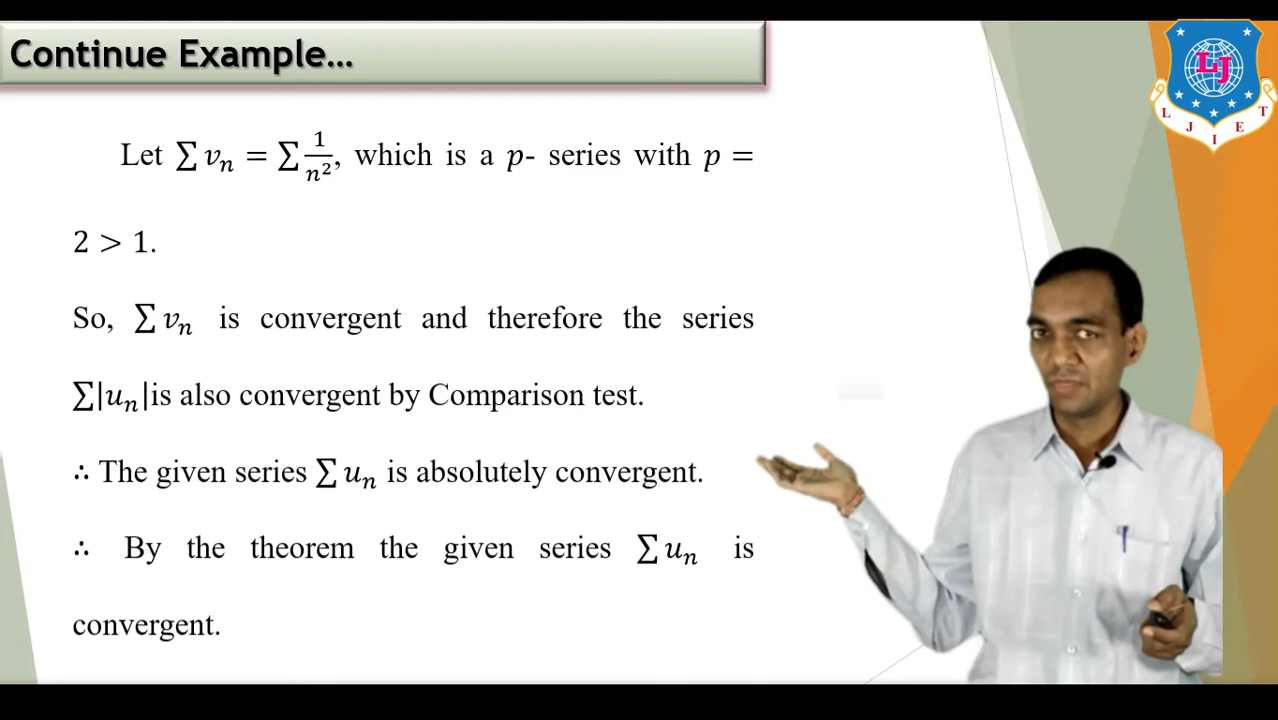 Continue Example...
LJ
L J I E T
Let ∑ vₙ = ∑ 1/n², which is a p- series with p =
2 > 1.
So, ∑ vₙ is convergent and therefore the series
∑|uₙ|is also convergent by Comparison test.
∴ The given series ∑ uₙ is absolutely convergent.
∴ By the theorem the given series ∑ uₙ is
convergent.